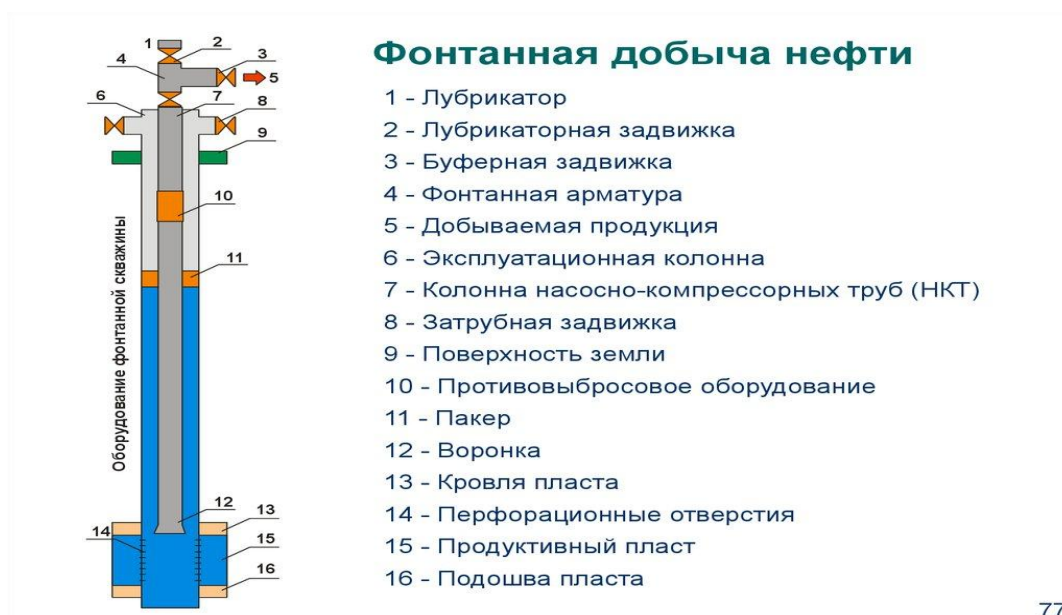 Фонтанная добыча нефти
1 - Лубрикатор
2 - Лубрикаторная задвижка
3 - Буферная задвижка
4 - Фонтанная арматура
5 - Добываемая продукция
6 - Эксплуатационная колонна
7 - Колонна насосно-компрессорных труб (НКТ)
8 - Затрубная задвижка
9 - Поверхность земли
10 - Противовыбросовое оборудование
11 - Пакер
12 - Воронка
13 - Кровля пласта
14 - Перфорационные отверстия
15 - Продуктивный пласт
16 - Подошва пласта
Оборудование фонтанной скважины
1
2
3
4
5
6
7
8
9
10
11
12
13
14
15
16
77